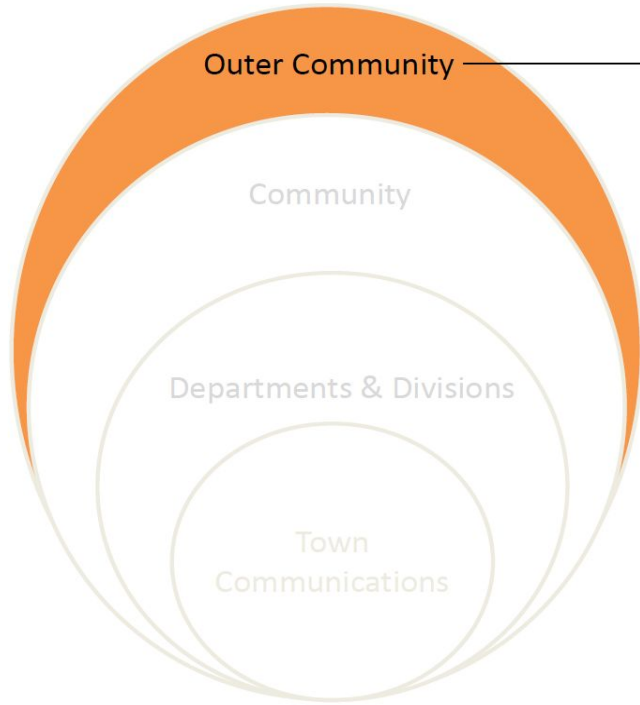 Outer Community
Community
Departments & Divisions
Town
Communications